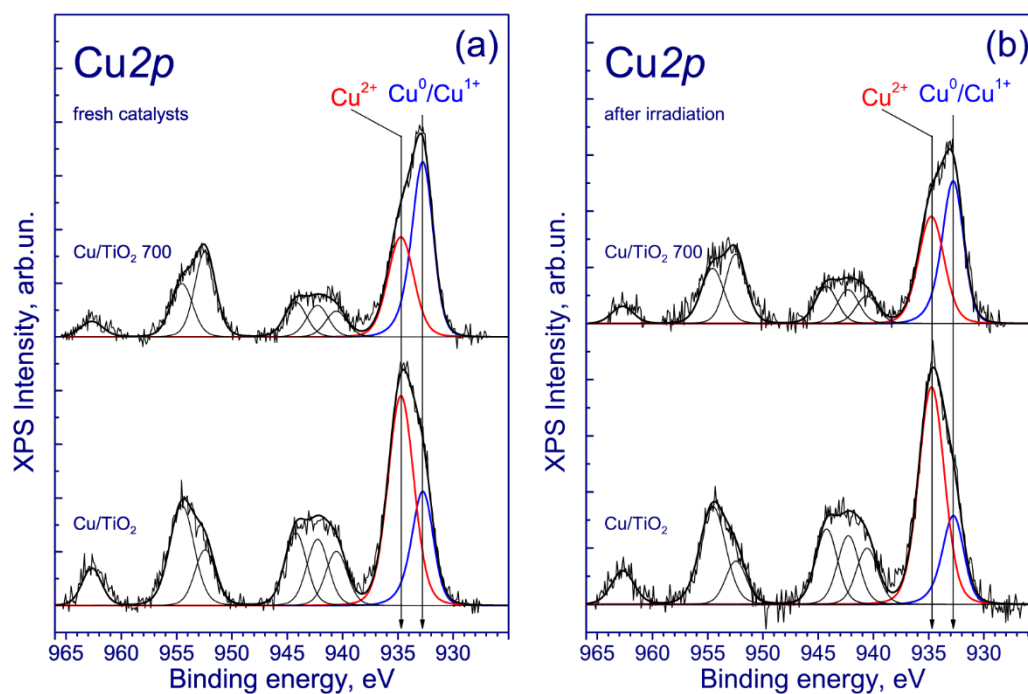 Cu2p
(a)
fresh catalysts
Cu²⁺
Cu⁰/Cu¹⁺
Cu/TiO₂ 700
Cu/TiO₂
XPS Intensity, arb.un.
965 960 955 950 945 940 935 930
Binding energy, eV
Cu2p
(b)
after irradiation
Cu²⁺
Cu⁰/Cu¹⁺
Cu/TiO₂ 700
Cu/TiO₂
XPS Intensity, arb.un.
965 960 955 950 945 940 935 930
Binding energy, eV